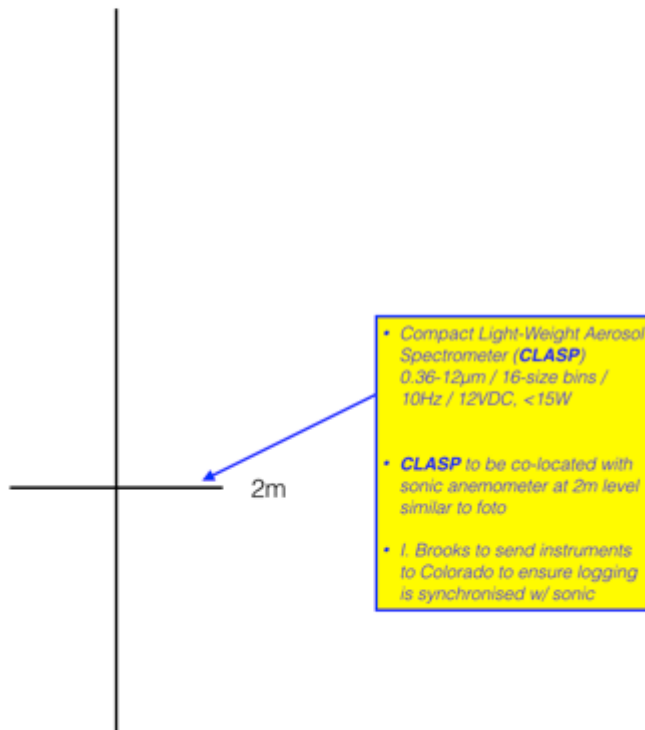 • Compact Light-Weight Aerosol
Spectrometer (CLASP)
0.36-12µm / 16-size bins /
10Hz / 12VDC, <15W
• CLASP to be co-located with
sonic anemometer at 2m level
similar to foto
• I. Brooks to send instruments
to Colorado to ensure logging
is synchronised w/ sonic
2m